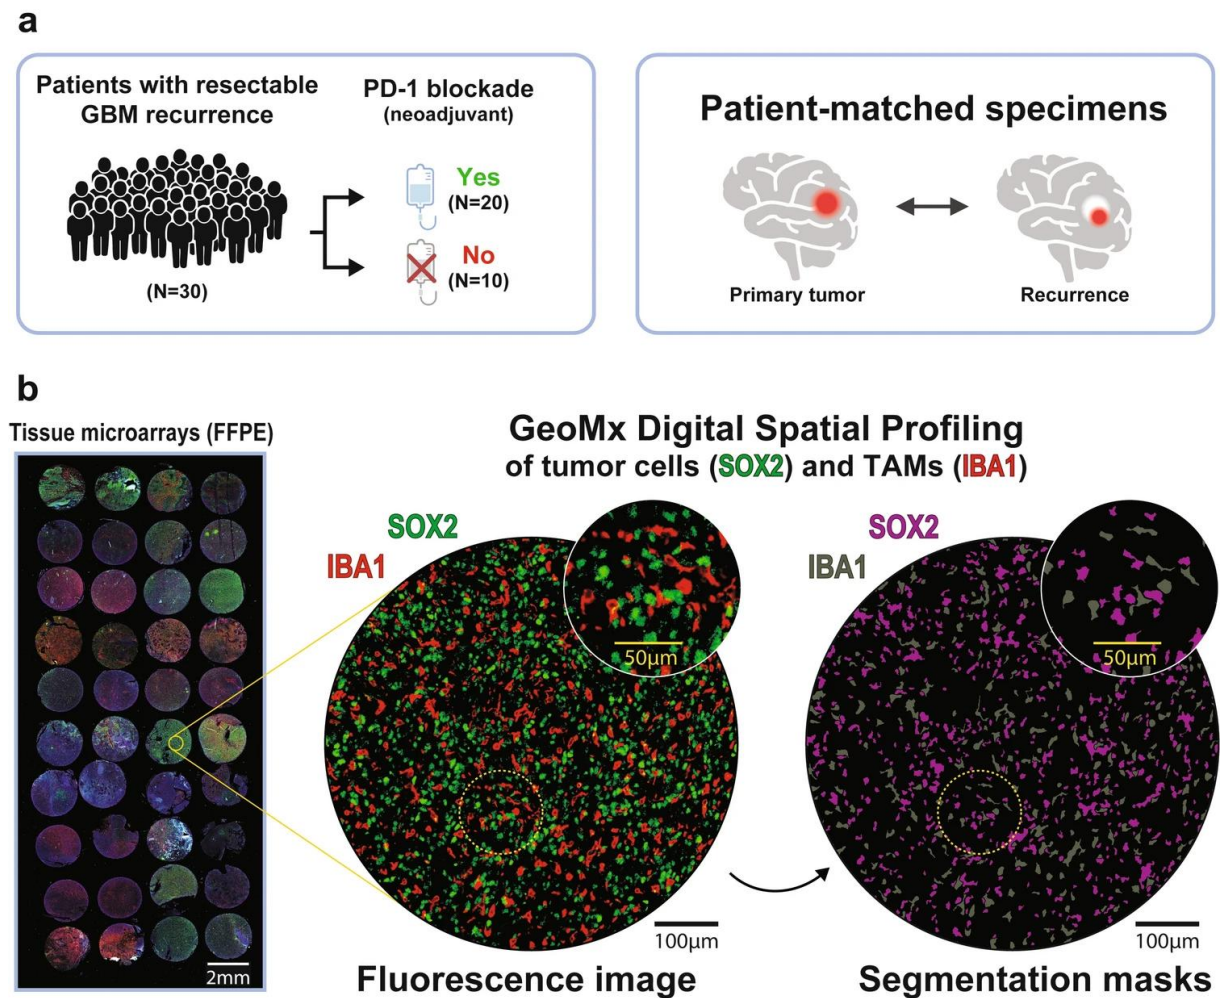 a
Patients with resectable
GBM recurrence
(N=30)
PD-1 blockade
(neoadjuvant)
Yes
(N=20)
No
(N=10)
Patient-matched specimens
Primary tumor
Recurrence
b
Tissue microarrays (FFPE)
2mm
GeoMx Digital Spatial Profiling
of tumor cells (SOX2) and TAMs (IBA1)
SOX2
IBA1
50µm
100µm
Fluorescence image
SOX2
IBA1
50µm
100µm
Segmentation masks